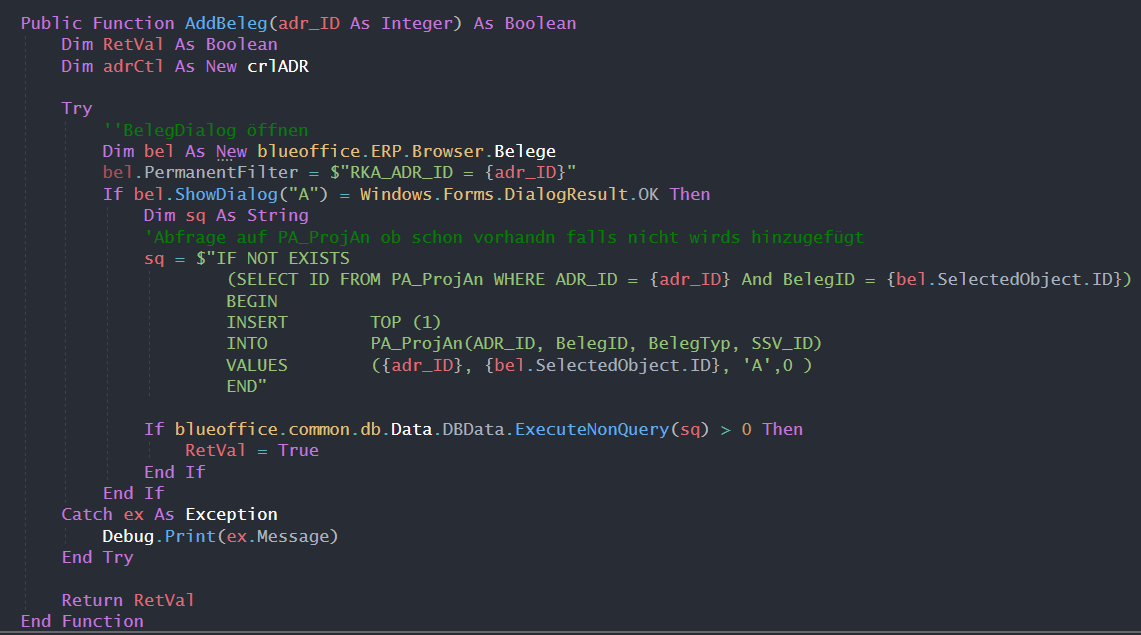 Public Function AddBeleg(adr_ID As Integer) As Boolean
Dim RetVal As Boolean
Dim adrCtl As New crlADR
Try
''BelegDialog öffnen
Dim bel As New blueoffice.ERP.Browser.Belege
bel.PermanentFilter = $"RKA_ADR_ID = {adr_ID}"
If bel.ShowDialog("A") = Windows.Forms.DialogResult.OK Then
Dim sq As String
'Abfrage auf PA_ProjAn ob schon vorhandn falls nicht wirds hinzugefügt
sq = $"IF NOT EXISTS
(SELECT ID FROM PA_ProjAn WHERE ADR_ID = {adr_ID} And BelegID = {bel.SelectedObject.ID})
BEGIN
INSERT TOP (1)
INTO PA_ProjAn(ADR_ID, BelegID, BelegTyp, SSV_ID)
VALUES ({adr_ID}, {bel.SelectedObject.ID}, 'A',0 )
END"
If blueoffice.common.db.Data.DBData.ExecuteNonQuery(sq) > 0 Then
RetVal = True
End If
End If
Catch ex As Exception
Debug.Print(ex.Message)
End Try
Return RetVal
End Function